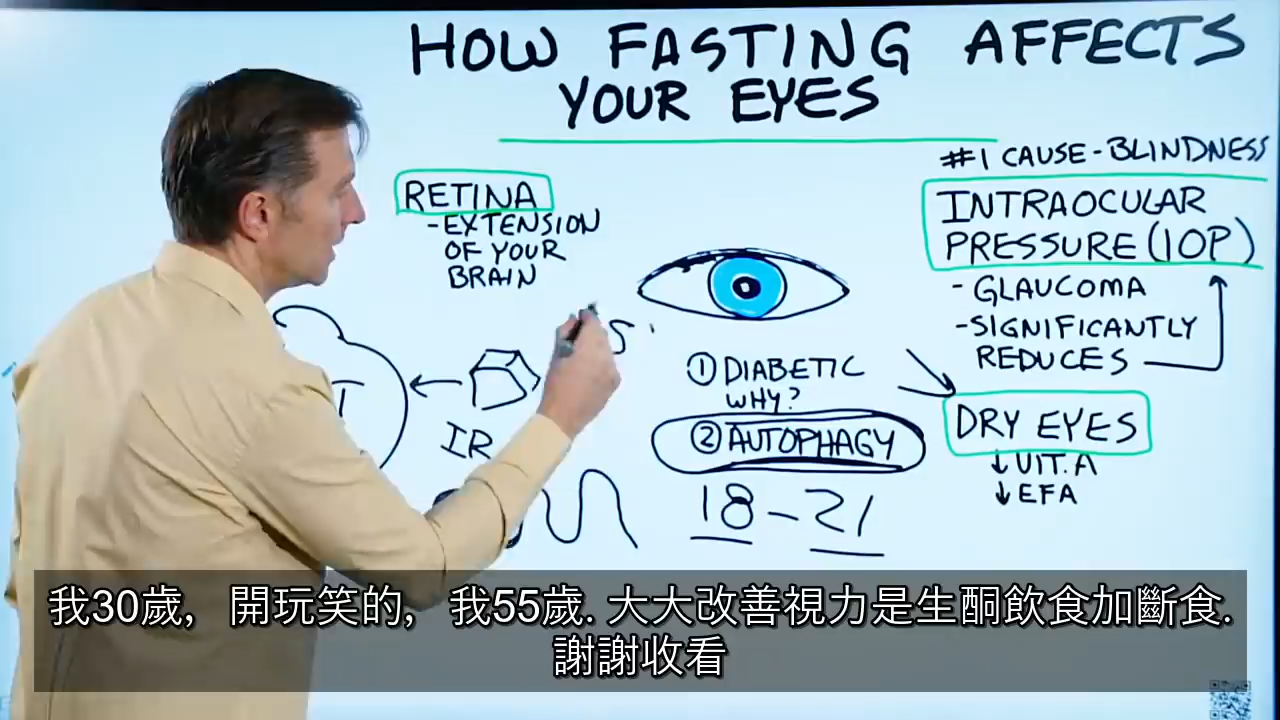 HOW FASTING AFFECTS
YOUR EYES
#1 CAUSE-BLINDNESS
INTRAOCULAR
PRESSURE (IOP)
- GLAUCOMA
- SIGNIFICANTLY
REDUCES
RETINA
- EXTENSION
OF YOUR
BRAIN
IR
① DIABETIC
WHY?
② AUTOPHAGY
18-21
DRY EYES
↓ VIT. A
↓ EFA
我30歲，開玩笑的，我55歲. 大大改善視力是生酮飲食加斷食.
謝謝收看